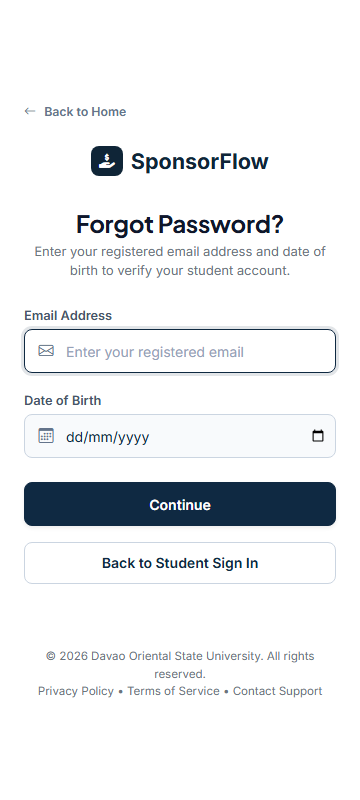 ← Back to Home
SponsorFlow
Forgot Password?
Enter your registered email address and date of
birth to verify your student account.
Email Address
Enter your registered email
Date of Birth
dd/mm/yyyy
Continue
Back to Student Sign In
© 2026 Davao Oriental State University. All rights
reserved.
Privacy Policy • Terms of Service • Contact Support